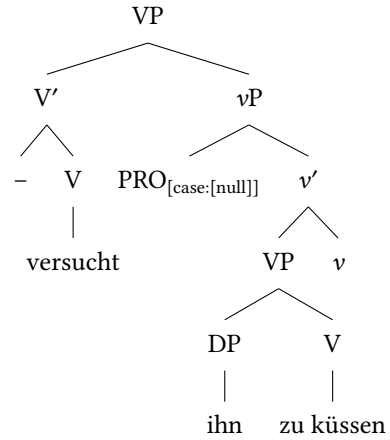 VP
V′ vP
– V PRO[case:[null]] v′
versucht VP v
DP V
ihn zu küssen